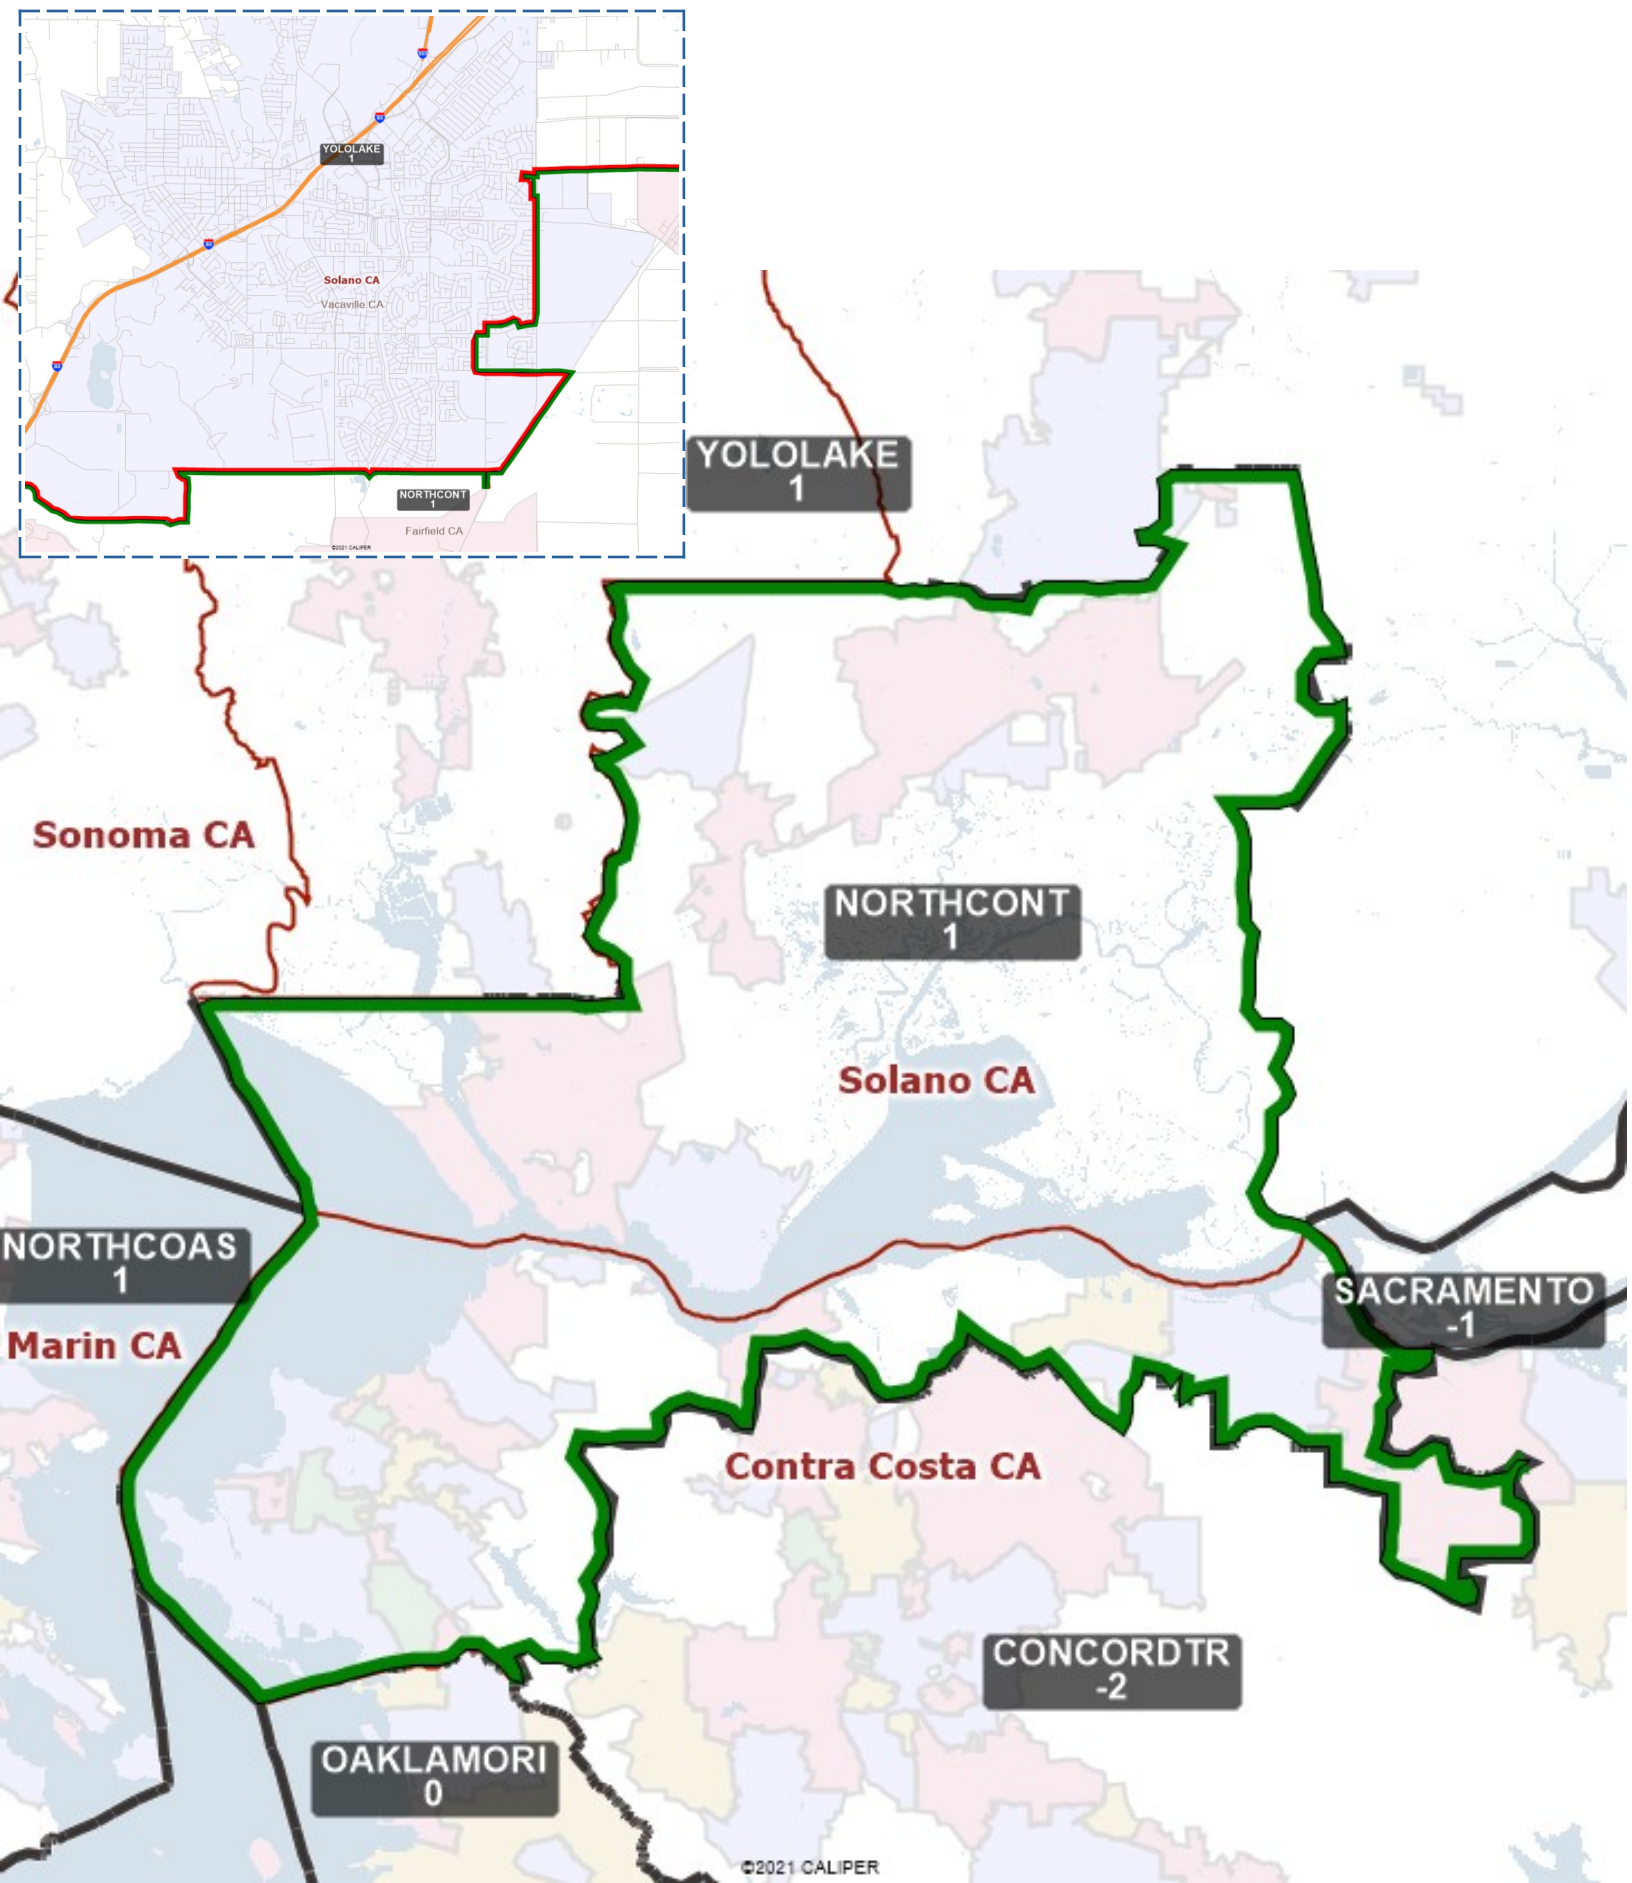 YOLOLAKE
1
Solano CA
Vacaville CA
NORTHCONT
1
Fairfield CA
©2021 CALIPER
YOLOLAKE
1
Sonoma CA
NORTHCONT
1
Solano CA
NORTHCOAS
1
SACRAMENTO
-1
Marin CA
Contra Costa CA
CONCORDTR
-2
OAKLAMORI
0
©2021 CALIPER